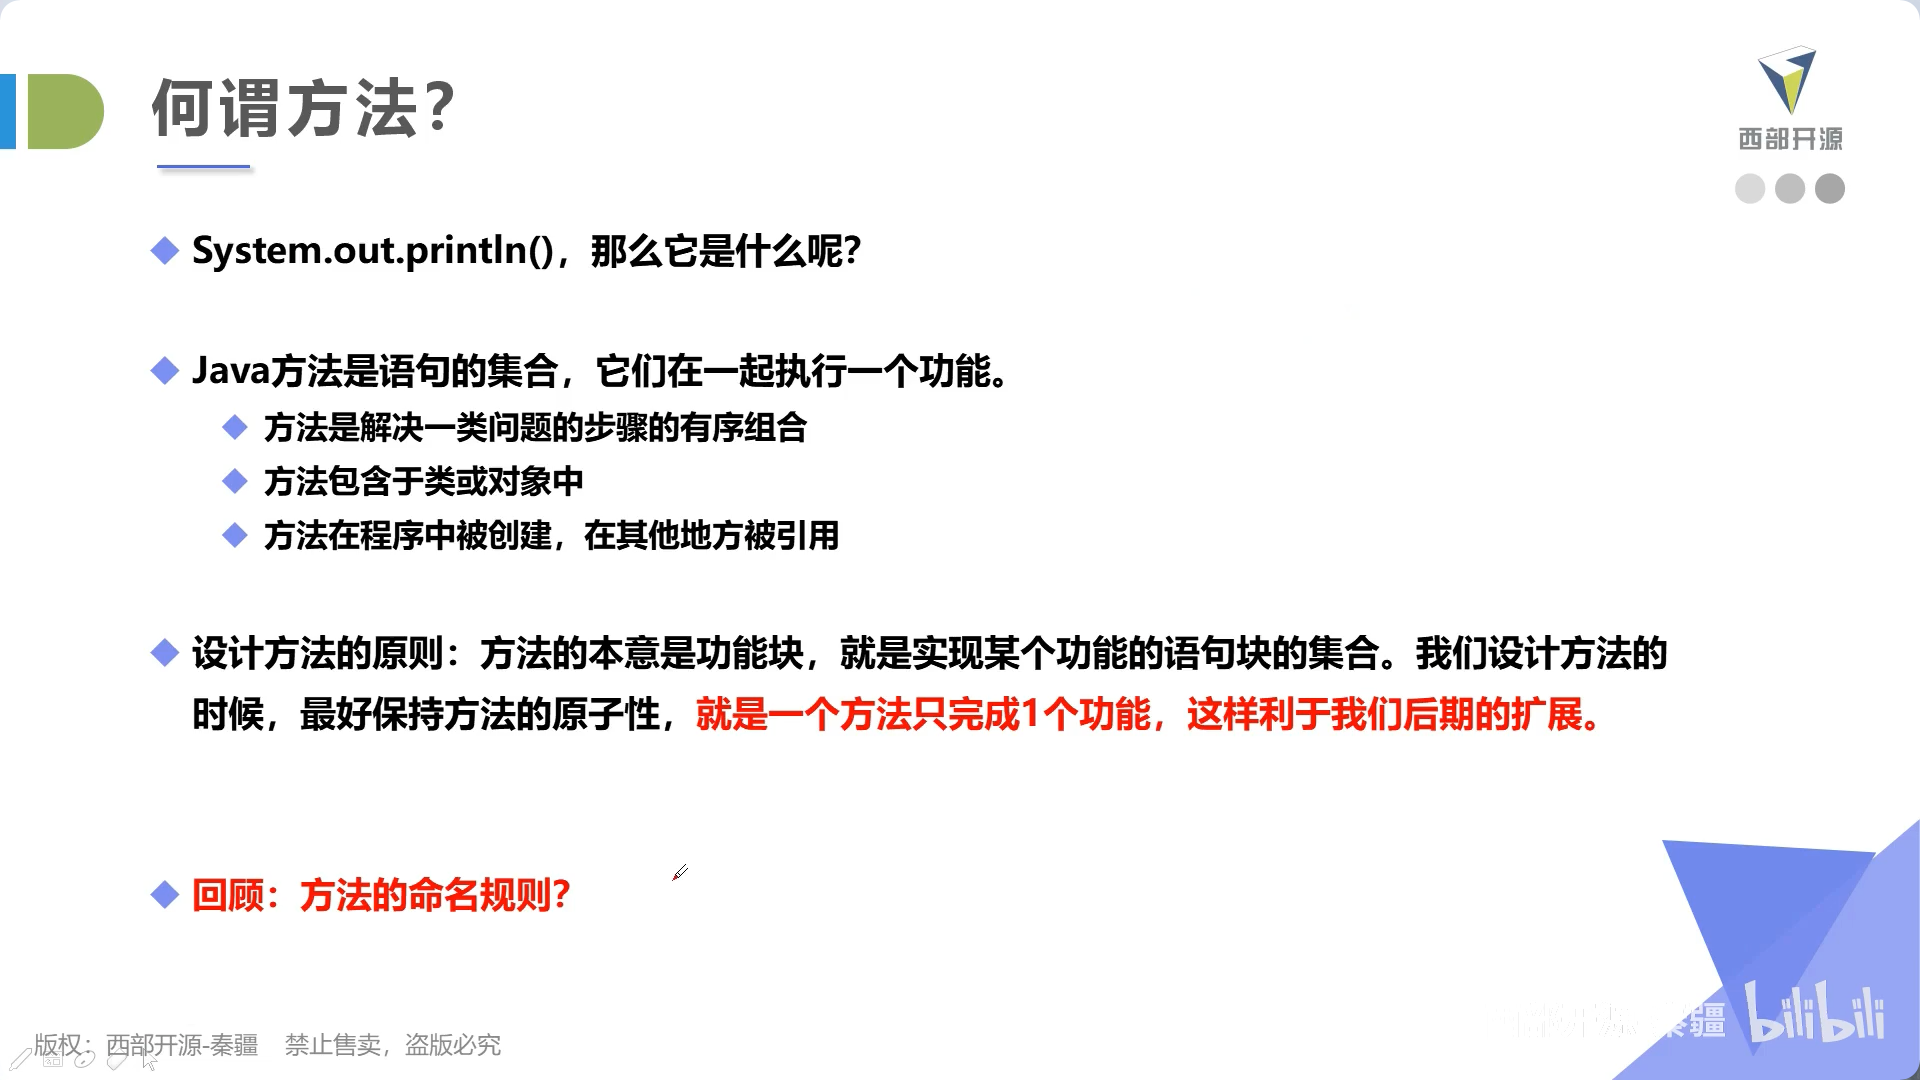 何谓方法？
西部开源
System.out.println()，那么它是什么呢？
Java方法是语句的集合，它们在一起执行一个功能。
方法是解决一类问题的步骤的有序组合
方法包含于类或对象中
方法在程序中被创建，在其他地方被引用
设计方法的原则：方法的本意是功能块，就是实现某个功能的语句块的集合。我们设计方法的
时候，最好保持方法的原子性，就是一个方法只完成1个功能，这样利于我们后期的扩展。
回顾：方法的命名规则？
疆 bilibili
版权：西部开源-秦疆 禁止售卖，盗版必究